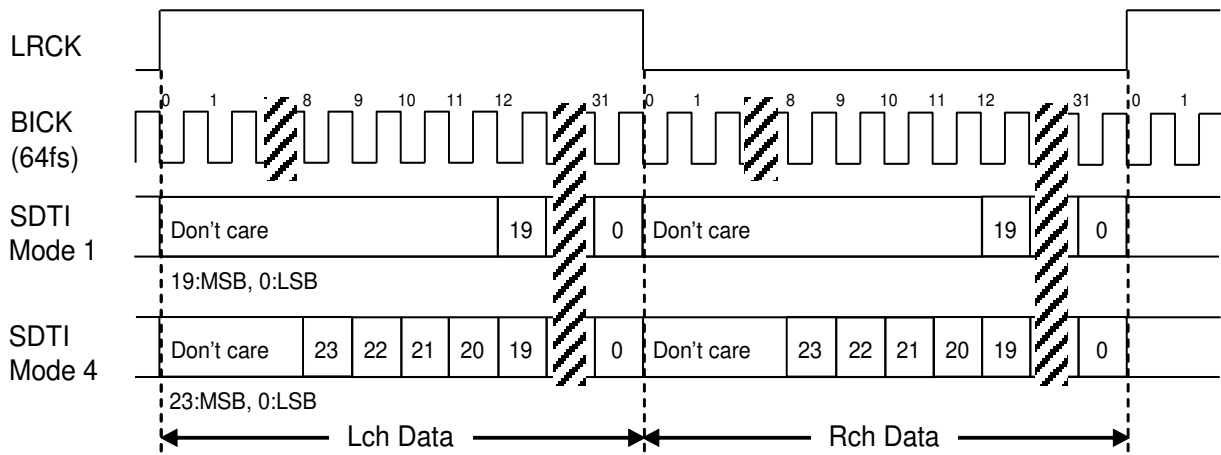 LRCK
0 1 8 9 10 11 12 31 0 1 8 9 10 11 12 31 0 1
BICK
(64fs)
SDTI
Mode 1
Don't care 19 0 Don't care 19 0
19:MSB, 0:LSB
SDTI
Mode 4
Don't care 23 22 21 20 19 0 Don't care 23 22 21 20 19 0
23:MSB, 0:LSB
Lch Data Rch Data